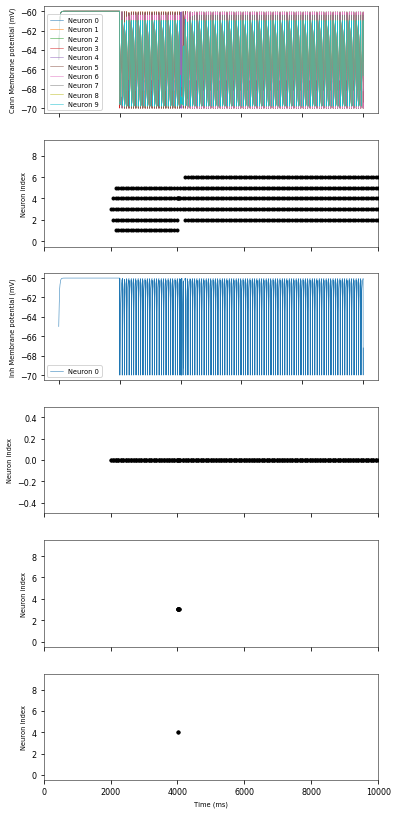 Cann Membrane potential (mV)
−60
−62
−64
−66
−68
−70
Neuron 0
Neuron 1
Neuron 2
Neuron 3
Neuron 4
Neuron 5
Neuron 6
Neuron 7
Neuron 8
Neuron 9
Neuron index
8
6
4
2
0
Inh Membrane potential (mV)
−60
−62
−64
−66
−68
−70
Neuron 0
Neuron index
0.4
0.2
0.0
−0.2
−0.4
Neuron index
8
6
4
2
0
Neuron index
8
6
4
2
0
0 2000 4000 6000 8000 10000
Time (ms)